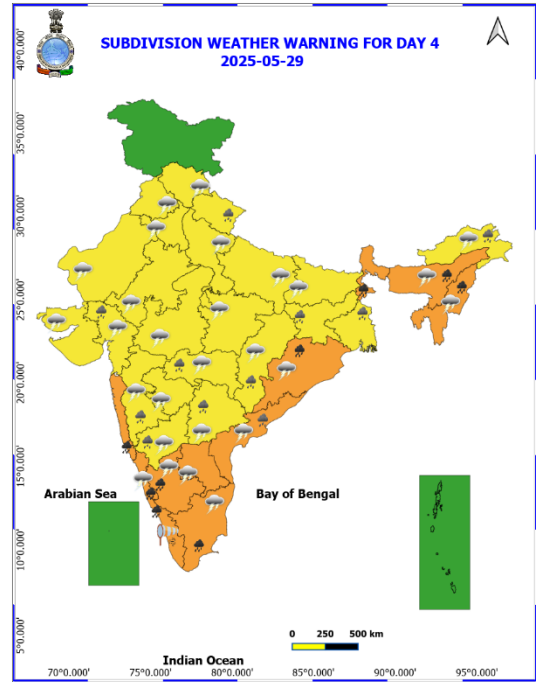 SUBDIVISION WEATHER WARNING FOR DAY 4
2025-05-29
40°0.000'
35°0.000'
30°0.000'
25°0.000'
20°0.000'
15°0.000'
10°0.000'
5°0.000'
Arabian Sea
Bay of Bengal
0 250 500 km
Indian Ocean
70°0.000' 75°0.000' 80°0.000' 85°0.000' 90°0.000' 95°0.000'